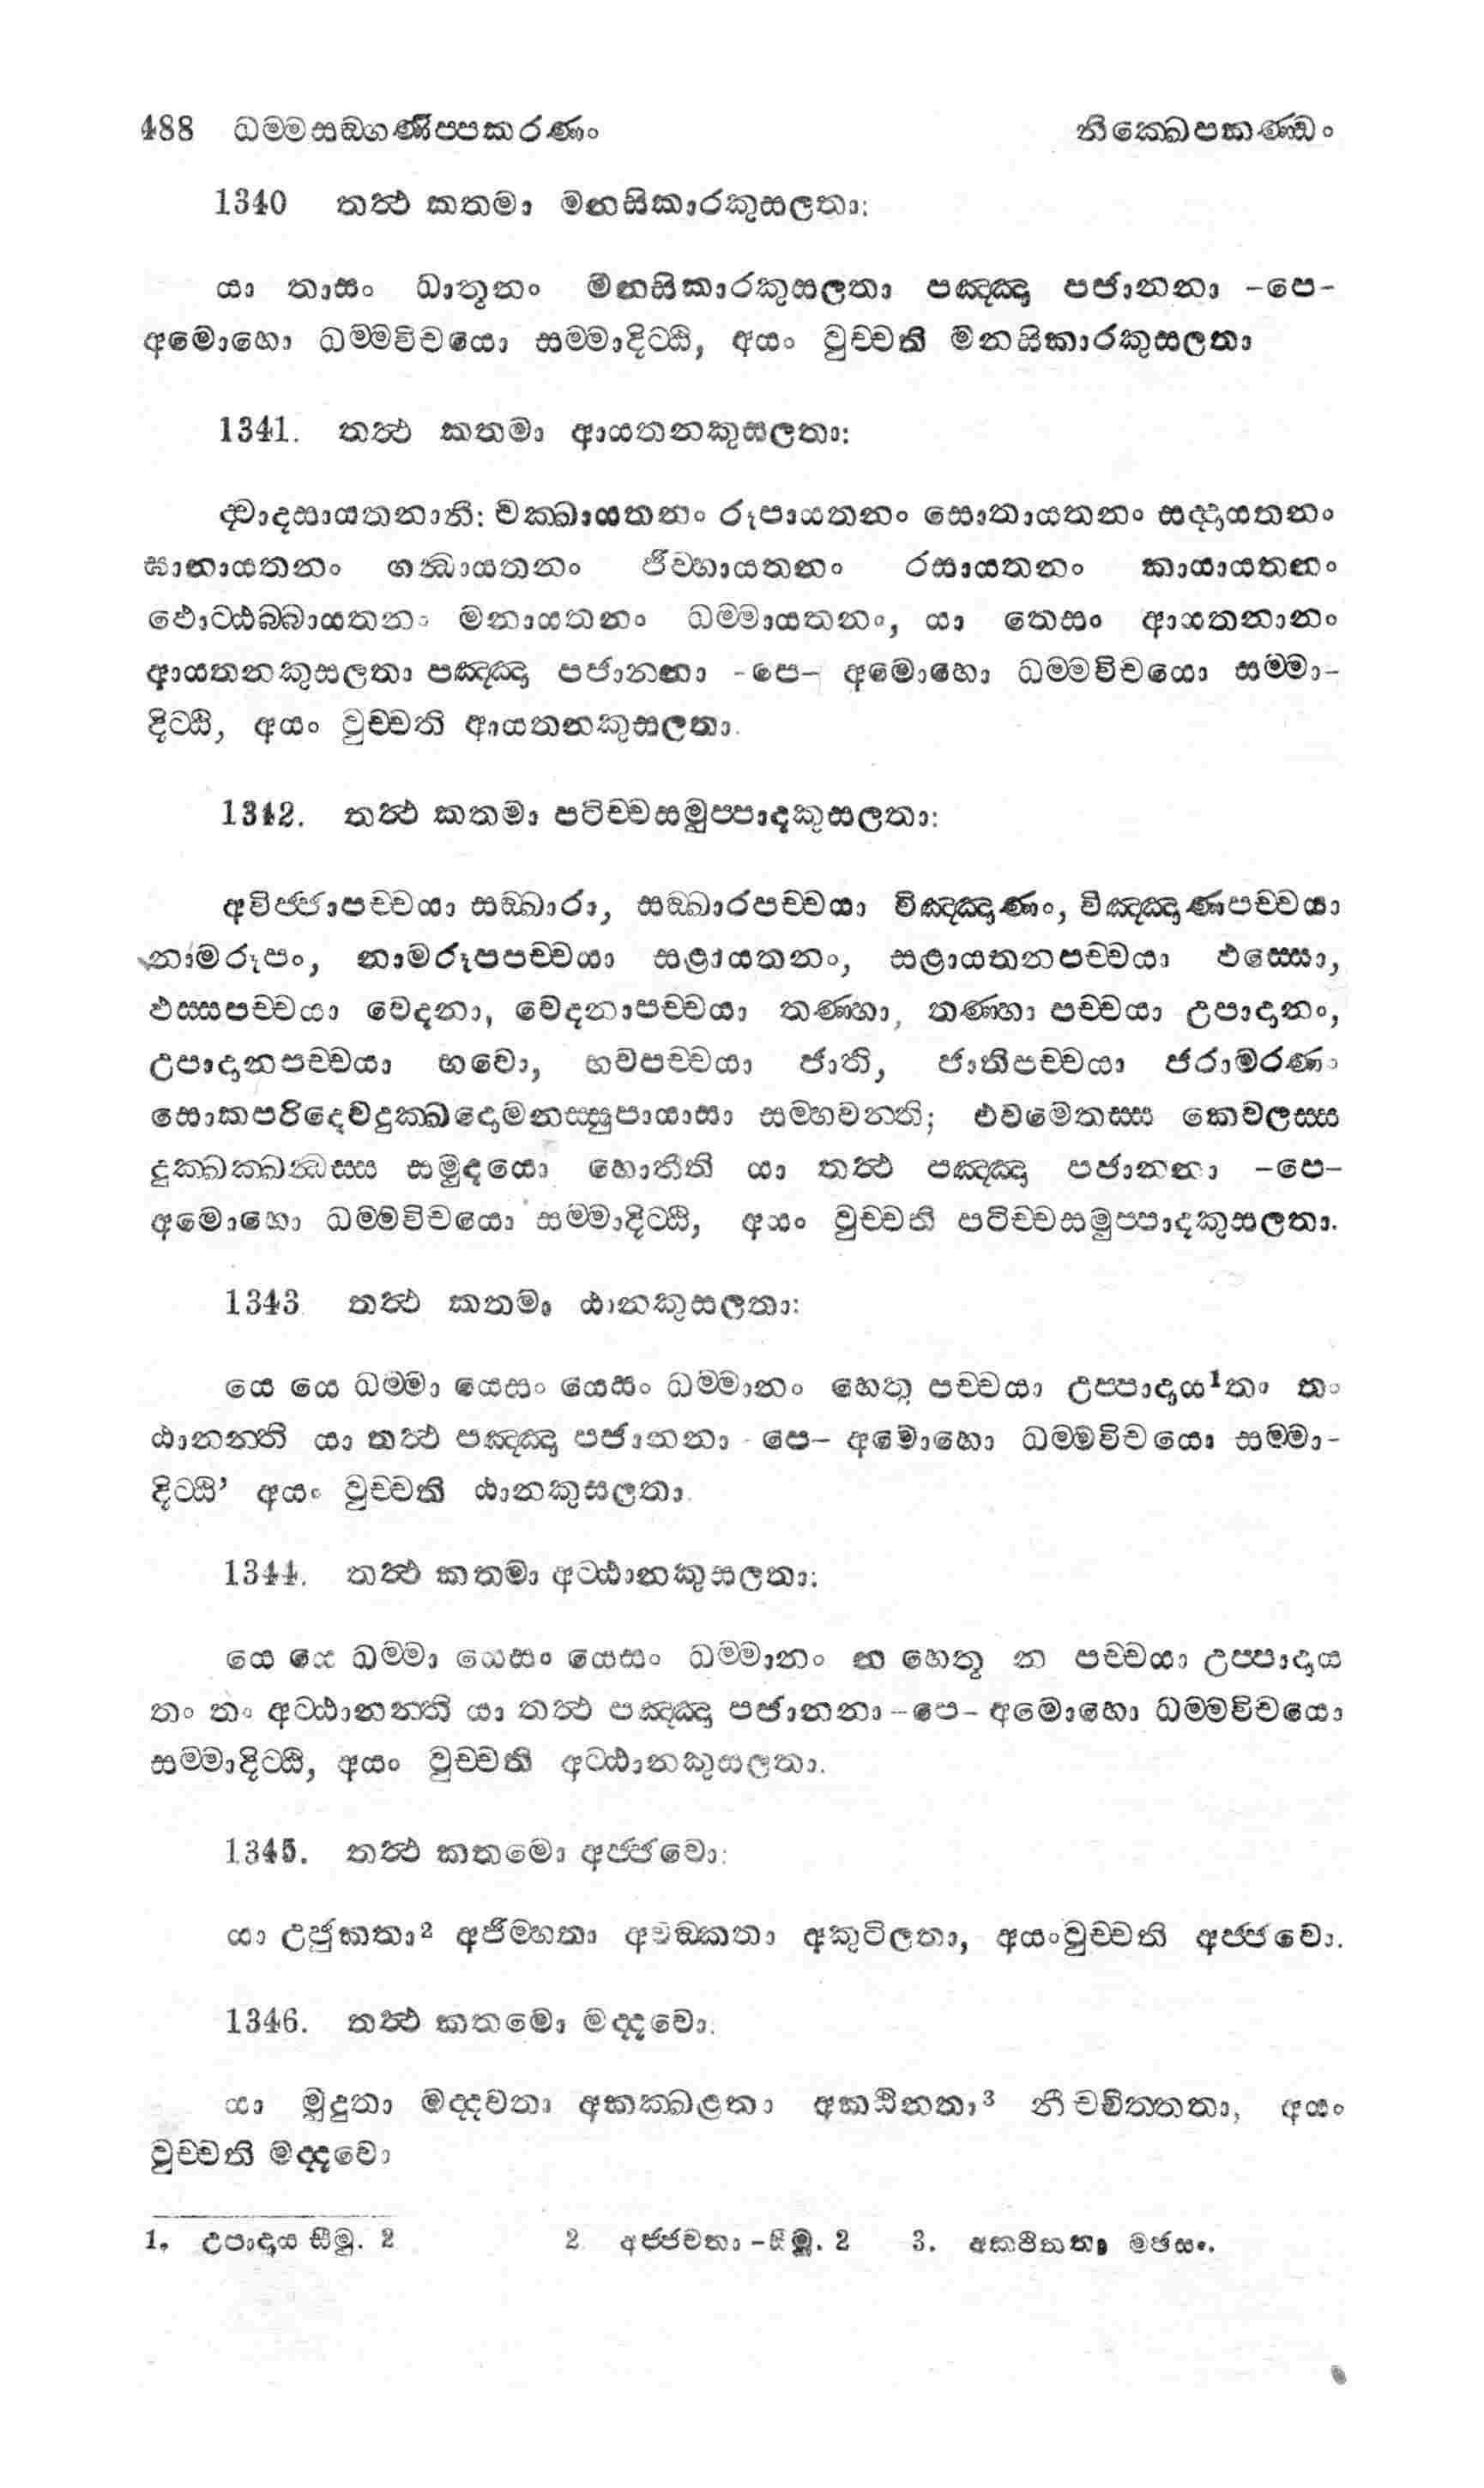 488 ධම්මසඞ්ගණිප්පකරණං නික්ඛෙපකණ්ඩං
1340 තත්ථ කතමා මනසිකාරකුසලතා:
යා තාසං ධාතූනං මනසිකාරකුසලතා පඤ්ඤා පජානනා -පෙ-
අමොහො ධම්මවිචයො සම්මාදිට්ඨි, අයං වුච්චති මනසිකාරකුසලතා
1341. තත්ථ කතමා ආයතනකුසලතා:
ද්වාදසායතනානි: චක්ඛායතනං රූපායතනං සොතායතනං සද්දායතනං
ඝානායතනං ගන්ධායතනං ජිව්හායතනං රසායතනං කායායතනං
ඵොට්ඨබ්බායතනං මනායතනං ධම්මායතනං, යා තෙසං ආයතනානං
ආයතනකුසලතා පඤ්ඤා පජානනා -පෙ- අමොහො ධම්මවිචයො සම්මා-
දිට්ඨි, අයං වුච්චති ආයතනකුසලතා.
1342. තත්ථ කතමා පටිච්චසමුප්පාදකුසලතා:
අවිජ්ජාපච්චයා සඞ්ඛාරා, සඞ්ඛාරපච්චයා විඤ්ඤාණං, විඤ්ඤාණපච්චයා
නාමරූපං, නාමරූපපච්චයා සළායතනං, සළායතනපච්චයා ඵස්සො,
ඵස්සපච්චයා වෙදනා, වෙදනාපච්චයා තණ්හා, තණ්හා පච්චයා උපාදානං,
උපාදානපච්චයා භවො, භවපච්චයා ජාති, ජාතිපච්චයා ජරාමරණං
සොකපරිදෙවදුක්ඛදොමනස්සුපායාසා සම්භවන්ති; එවමෙතස්ස කෙවලස්ස
දුක්ඛක්ඛන්ධස්ස සමුදයො හොතීති යා තත්ථ පඤ්ඤා පජානනා -පෙ-
අමොහො ධම්මවිචයො සම්මාදිට්ඨි, අයං වුච්චති පටිච්චසමුප්පාදකුසලතා.
1343 තත්ථ කතමා ඨානකුසලතා:
යෙ යෙ ධම්මා යෙසං යෙසං ධම්මානං හෙතු පච්චයා උප්පාදාය¹තං තං
ඨානන්ති යා තත්ථ පඤ්ඤා පජානනා - පෙ- අමොහො ධම්මවිචයො සම්මා-
දිට්ඨි’ අයං වුච්චති ඨානකුසලතා.
1344. තත්ථ කතමා අට්ඨානකුසලතා:
යෙ යෙ ධම්මා යෙසං යෙසං ධම්මානං න හෙතූ න පච්චයා උප්පාදාය
තං තං අට්ඨානන්ති යා තත්ථ පඤ්ඤා පජානනා -පෙ- අමොහො ධම්මවිචයො
සම්මාදිට්ඨි, අයං වුච්චති අට්ඨානකුසලතා.
1345. තත්ථ කතමො අජ්ජවො:
යා උජුකතා² අජිම්හතා අවඞ්කතා අකුටිලතා, අයංවුච්චති අජ්ජවො.
1346. තත්ථ කතමො මද්දවො.
යා මුදුතා මද්දවතා අකක්ඛළතා අකඨිනතා³ නීචචිත්තතා, අයං
වුච්චති මද්දවො
1. උපාදාය සීමු. 2 2 අජ්ජවතා -සීමු. 2 3. අකඨිනතා මඡසං.